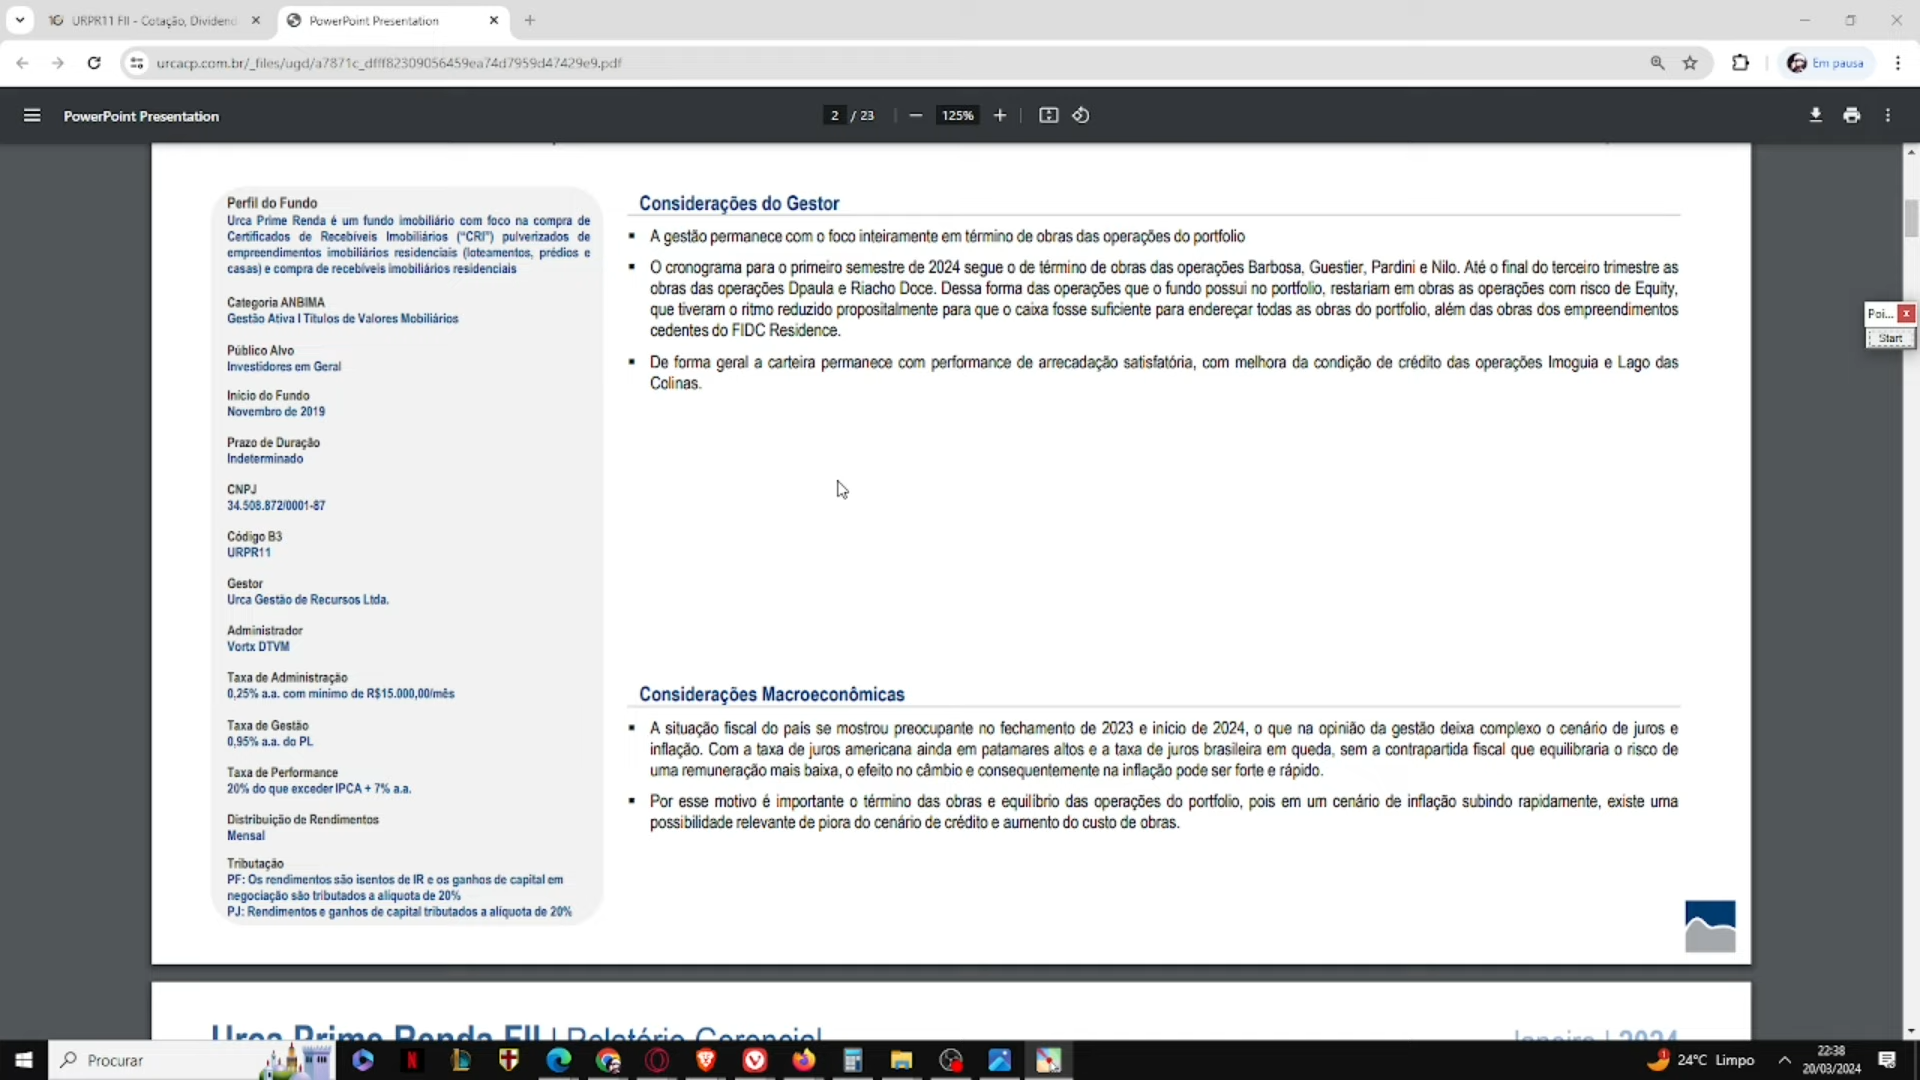 URPR11 FII - Cotação, Dividend
PowerPoint Presentation
urcacp.com.br/_files/ugd/a7871c_dfff82309056459ea74d7959d47429e9.pdf
Em pausa
PowerPoint Presentation
2 / 23
125%
Perfil do Fundo
Urca Prime Renda é um fundo imobiliário com foco na compra de
Certificados de Recebíveis Imobiliários ("CRI") pulverizados de
empreendimentos imobiliários residenciais (loteamentos, prédios e
casas) e compra de recebíveis imobiliários residenciais
Categoria ANBIMA
Gestão Ativa I Títulos de Valores Mobiliários
Público Alvo
Investidores em Geral
Inicio do Fundo
Novembro de 2019
Prazo de Duração
Indeterminado
CNPJ
34.508.872/0001-87
Código B3
URPR11
Gestor
Urca Gestão de Recursos Ltda.
Administrador
Vortx DTVM
Taxa de Administração
0,25% a.a. com mínimo de R$15.000,00/mês
Taxa de Gestão
0,95% a.a. do PL
Taxa de Performance
20% do que exceder IPCA + 7% a.a.
Distribuição de Rendimentos
Mensal
Tributação
PF: Os rendimentos são isentos de IR e os ganhos de capital em
negociação são tributados a alíquota de 20%
PJ: Rendimentos e ganhos de capital tributados a alíquota de 20%
Considerações do Gestor
▪ A gestão permanece com o foco inteiramente em término de obras das operações do portfolio
▪ O cronograma para o primeiro semestre de 2024 segue o de término de obras das operações Barbosa, Guestier, Pardini e Nilo. Até o final do terceiro trimestre as
obras das operações Dpaula e Riacho Doce. Dessa forma das operações que o fundo possui no portfolio, restariam em obras as operações com risco de Equity,
que tiveram o ritmo reduzido propositalmente para que o caixa fosse suficiente para endereçar todas as obras do portfolio, além das obras dos empreendimentos
cedentes do FIDC Residence.
▪ De forma geral a carteira permanece com performance de arrecadação satisfatória, com melhora da condição de crédito das operações Imoguia e Lago das
Colinas.
Considerações Macroeconômicas
▪ A situação fiscal do país se mostrou preocupante no fechamento de 2023 e inicio de 2024, o que na opinião da gestão deixa complexo o cenário de juros e
inflação. Com a taxa de juros americana ainda em patamares altos e a taxa de juros brasileira em queda, sem a contrapartida fiscal que equilibraria o risco de
uma remuneração mais baixa, o efeito no câmbio e consequentemente na inflação pode ser forte e rápido.
▪ Por esse motivo é importante o término das obras e equilíbrio das operações do portfolio, pois em um cenário de inflação subindo rapidamente, existe uma
possibilidade relevante de piora do cenário de crédito e aumento do custo de obras.
Poi...
Start
Urca Prime Renda FII | Relatório Gerencial
Janeiro | 2024
Procurar
24°C Limpo
22:38
20/03/2024